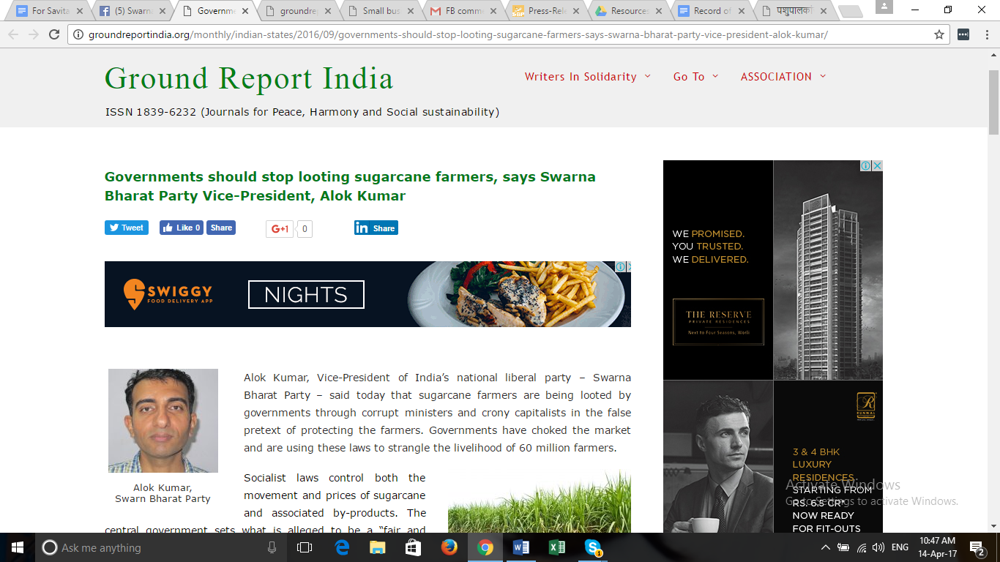 For Savita
(5) Swarn
Governme
groundre
Small bus
FB comm
Press-Rel
Resources
Record of
पशुपालकों
groundreportindia.org/monthly/indian-states/2016/09/governments-should-stop-looting-sugarcane-farmers-says-swarna-bharat-party-vice-president-alok-kumar/
Ground Report India
Writers In Solidarity
Go To
ASSOCIATION
ISSN 1839-6232 (Journals for Peace, Harmony and Social sustainability)
Governments should stop looting sugarcane farmers, says Swarna
Bharat Party Vice-President, Alok Kumar
Tweet
Like 0
Share
G+1
0
in Share
SWIGGY
FOOD DELIVERY APP
NIGHTS
WE PROMISED.
YOU TRUSTED.
WE DELIVERED.
THE RESERVE
PRIVATE RESIDENCES
Next to Four Seasons, Worli
Alok Kumar,
Swarn Bharat Party
Alok Kumar, Vice-President of India’s national liberal party – Swarna
Bharat Party – said today that sugarcane farmers are being looted by
governments through corrupt ministers and crony capitalists in the false
pretext of protecting the farmers. Governments have choked the market
and are using these laws to strangle the livelihood of 60 million farmers.
Socialist laws control both the
movement and prices of sugarcane
and associated by-products. The
central government sets what is alleged to be a “fair and
R
RUNWAL
3 & 4 BHK
LUXURY
RESIDENCES
STARTING FROM
RS. 6.5 CR*
NOW READY
FOR FIT-OUTS
Activate Windows
Go to Settings to activate Windows.
Ask me anything
ENG
10:47 AM
14-Apr-17
1
2